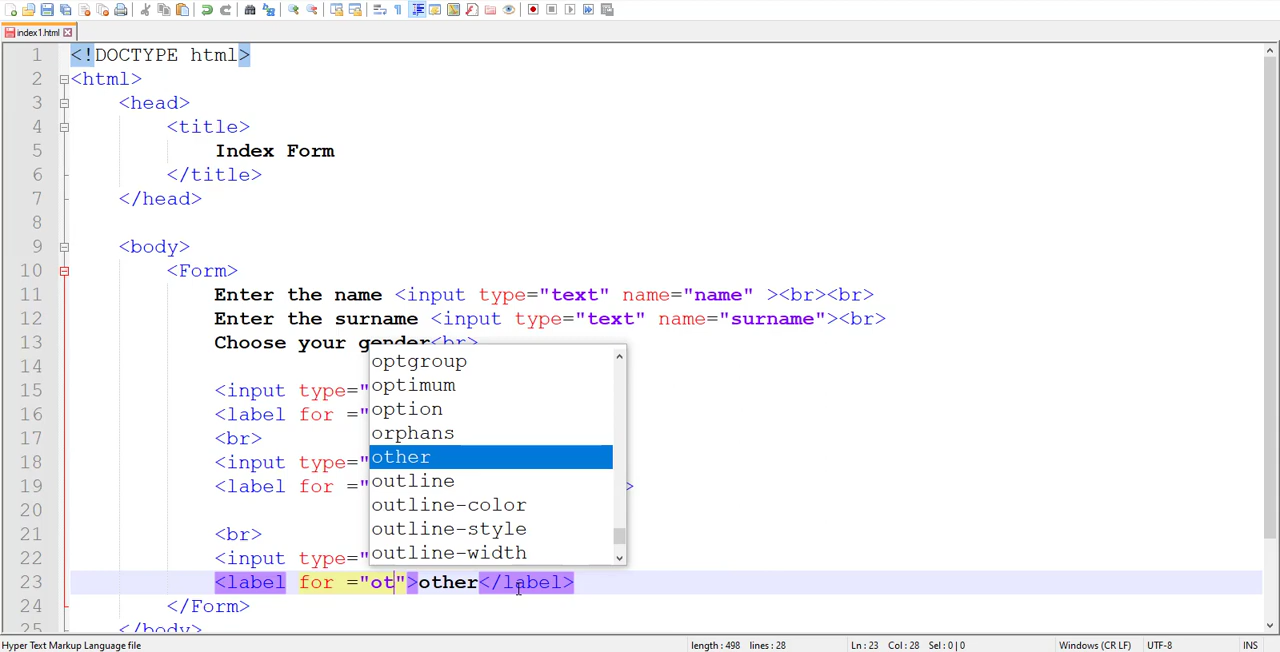 index1.html
1 <!DOCTYPE html>
2 <html>
3 <head>
4 <title>
5 Index Form
6 </title>
7 </head>
8
9 <body>
10 <Form>
11 Enter the name <input type="text" name="name" ><br><br>
12 Enter the surname <input type="text" name="surname"><br>
13 Choose your gender<br>
14 optgroup
optimum
15 <input type="
16 <label for =" option
17 <br> orphans
18 <input type=" other
19 <label for =" outline >
20 outline-color
21 <br> outline-style
22 <input type=" outline-width
23 <label for ="ot">other</label>
24 </Form>
25 </body>
Hyper Text Markup Language file length : 498 lines : 28 Ln : 23 Col : 28 Sel : 0 | 0 Windows (CR LF) UTF-8 INS